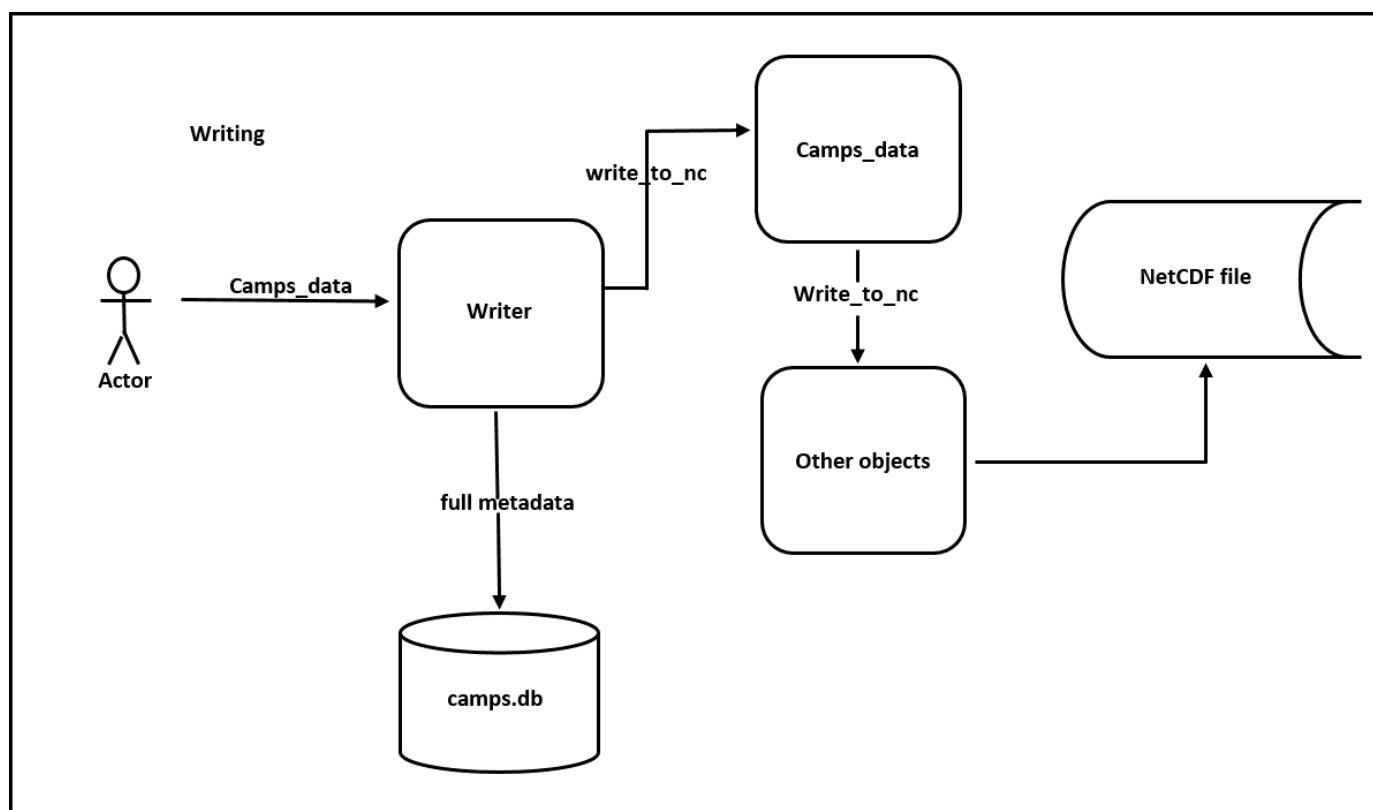 Writing
Camps_data
write_to_nc
Camps_data
Writer
Write_to_nc
NetCDF file
Actor
Other objects
full metadata
camps.db